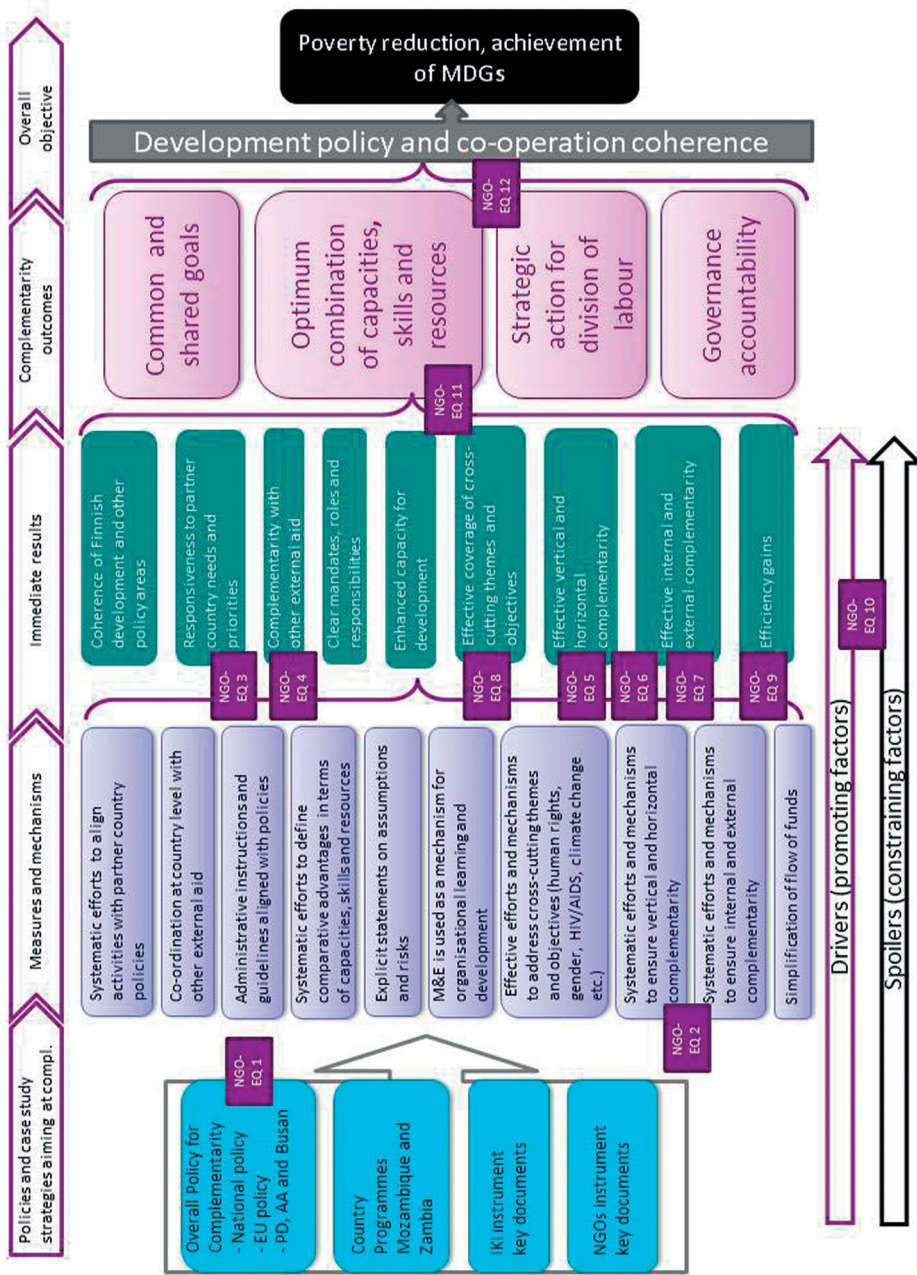 Policies and case study
strategies aiming at compl.
Measures and mechanisms
Immediate results
Complementarity
outcomes
Overall
objective
Overall Policy for
Complementarity
- National policy
- EU policy
- PD, AA and Busan
NGO-
EQ 1
Country
Programmes
Mozambique and
Zambia
IKI instrument
key documents
NGOs instrument
key documents
Systematic efforts to align
activities with partner country
policies
Co-ordination at country level with
other external aid
Administrative instructions and
guidelines aligned with policies
Systematic efforts to define
comparative advantages in terms
of capacities, skills and resources
Explicit statements on assumptions
and risks
M&E is used as a mechanism for
organisational learning and
development
Effective efforts and mechanisms
to address cross-cutting themes
and objectives (human rights,
gender, HIV/AIDS, climate change
etc.)
Systematic efforts and mechanisms
to ensure vertical and horizontal
complementarity
NGO-
EQ 2
Systematic efforts and mechanisms
to ensure internal and external
complementarity
Simplification of flow of funds
NGO-
EQ 3
NGO-
EQ 4
NGO-
EQ 8
NGO-
EQ 5
NGO-
EQ 6
NGO-
EQ 7
NGO-
EQ 9
Coherence of Finnish
development and other
policy areas
Responsiveness to partner
country needs and
priorities
Complementarity with
other external aid
Clear mandates, roles and
responsibilities
Enhanced capacity for
development
Effective coverage of cross-
cutting themes and
objectives
Effective vertical and
horizontal
complementarity
Effective internal and
external complementarity
Efficiency gains
NGO-
EQ 11
Common and
shared goals
Optimum
combination
of capacities,
skills and
resources
Strategic
action for
division of
labour
Governance
accountability
NGO-
EQ 12
Development policy and co-operation coherence
Poverty reduction, achievement
of MDGs
Drivers (promoting factors)
NGO-
EQ 10
Spoilers (constraining factors)